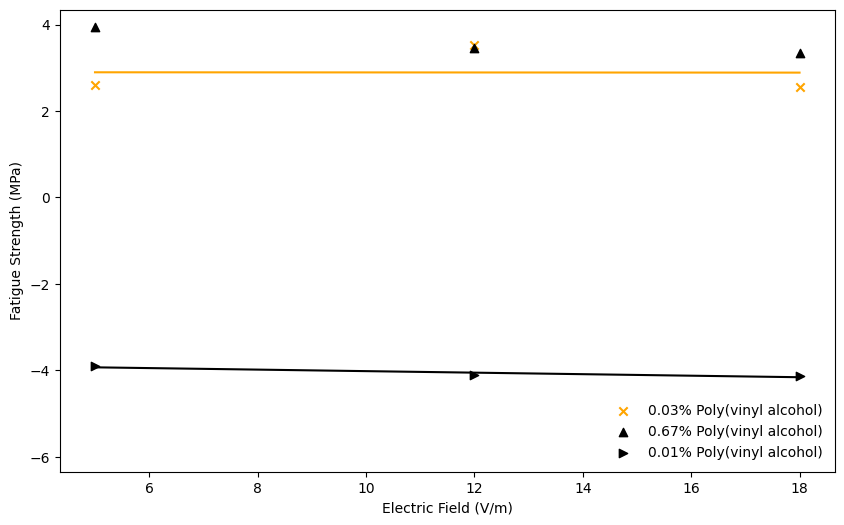 4
2
0
−2
−4
−6
Fatigue Strength (MPa)
0.03% Poly(vinyl alcohol)
0.67% Poly(vinyl alcohol)
0.01% Poly(vinyl alcohol)
6 8 10 12 14 16 18
Electric Field (V/m)